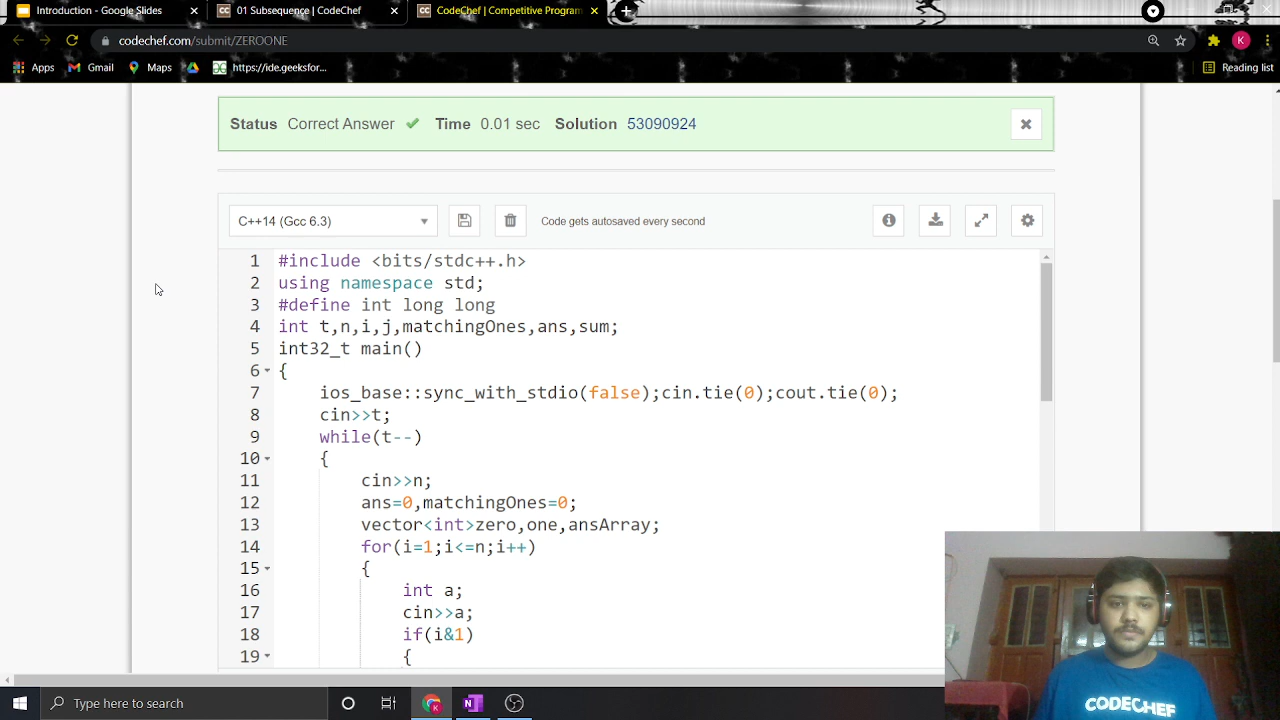 Introduction - Google Slides
01 Subsequence | CodeChef
CodeChef | Competitive Program
codechef.com/submit/ZEROONE
K
Apps
Gmail
Maps
https://ide.geeksfor...
Reading list
Status Correct Answer Time 0.01 sec Solution 53090924
C++14 (Gcc 6.3)
Code gets autosaved every second
1 #include <bits/stdc++.h>
2 using namespace std;
3 #define int long long
4 int t,n,i,j,matchingOnes,ans,sum;
5 int32_t main()
6 {
7 ios_base::sync_with_stdio(false);cin.tie(0);cout.tie(0);
8 cin>>t;
9 while(t--)
10 {
11 cin>>n;
12 ans=0,matchingOnes=0;
13 vector<int>zero,one,ansArray;
14 for(i=1;i<=n;i++)
15 {
16 int a;
17 cin>>a;
18 if(i&1)
19 {
CODECHEF
Type here to search